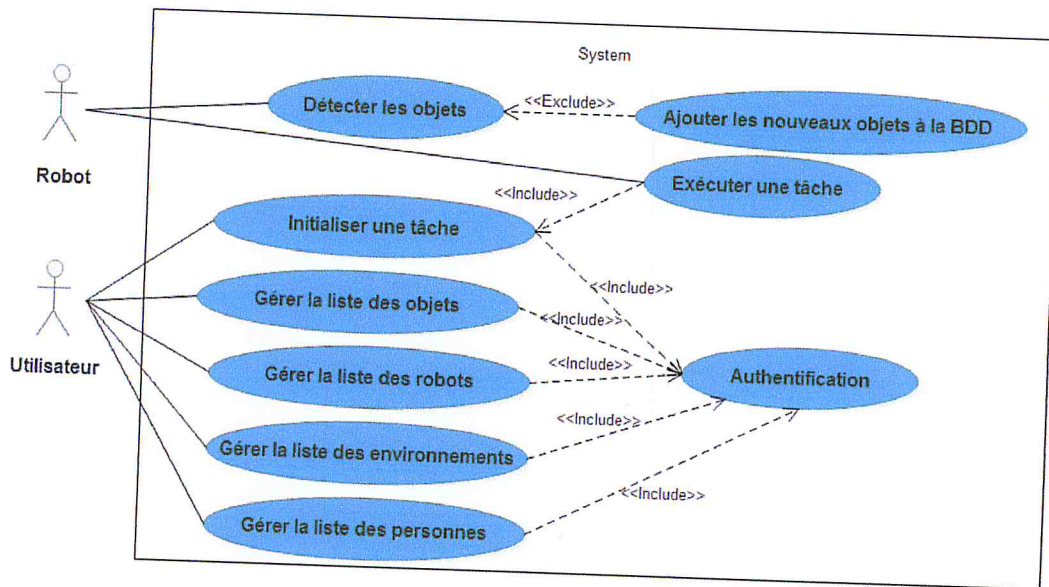 System
Détecter les objets
<<Exclude>>
Ajouter les nouveaux objets à la BDD
Robot
Exécuter une tâche
<<Include>>
Initialiser une tâche
<<Include>>
Gérer la liste des objets
<<Include>>
Utilisateur
Gérer la liste des robots
<<Include>>
Authentification
<<Include>>
Gérer la liste des environnements
<<Include>>
Gérer la liste des personnes